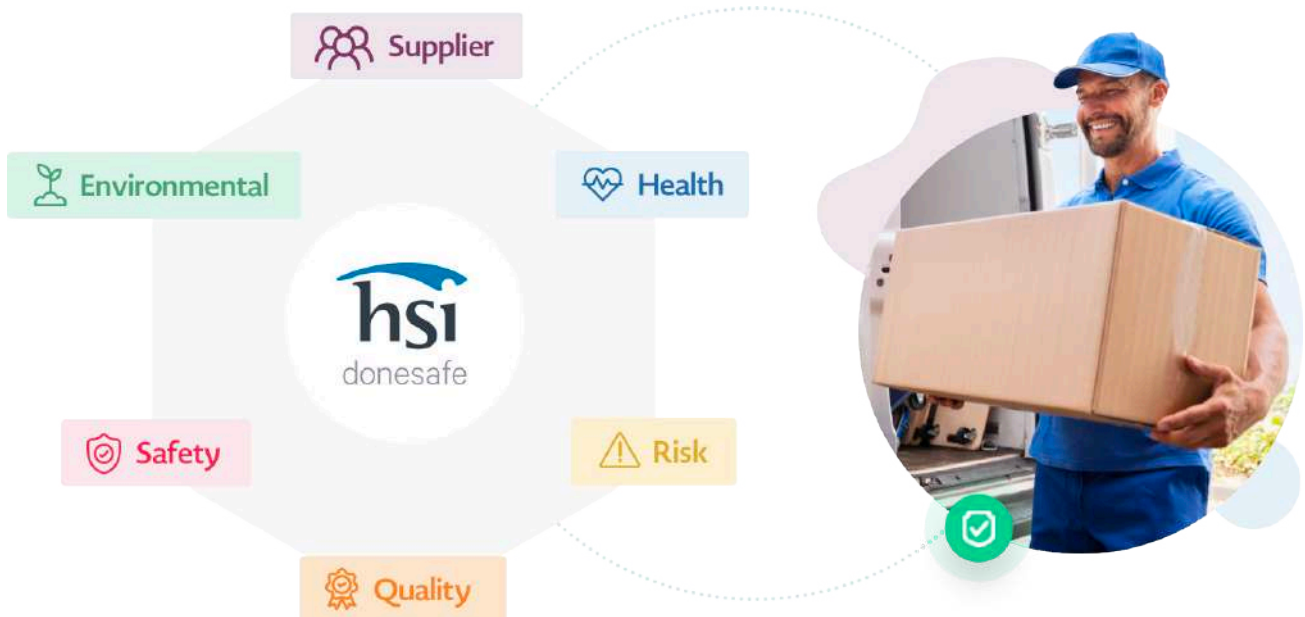 Supplier
Environmental
Health
hsi
donesafe
Safety
Risk
Quality